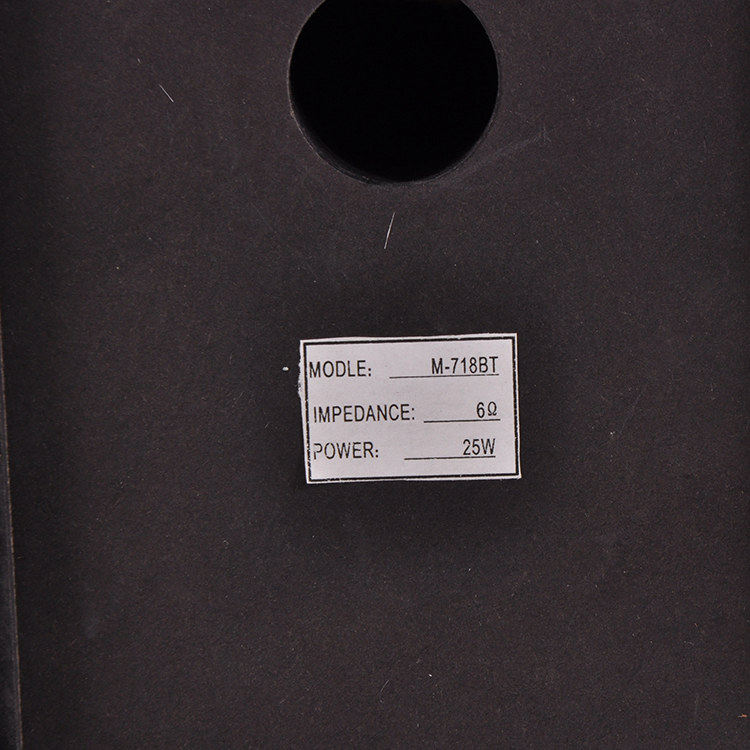 MODLE: M-718BT
IMPEDANCE: 6Ω
POWER: 25W